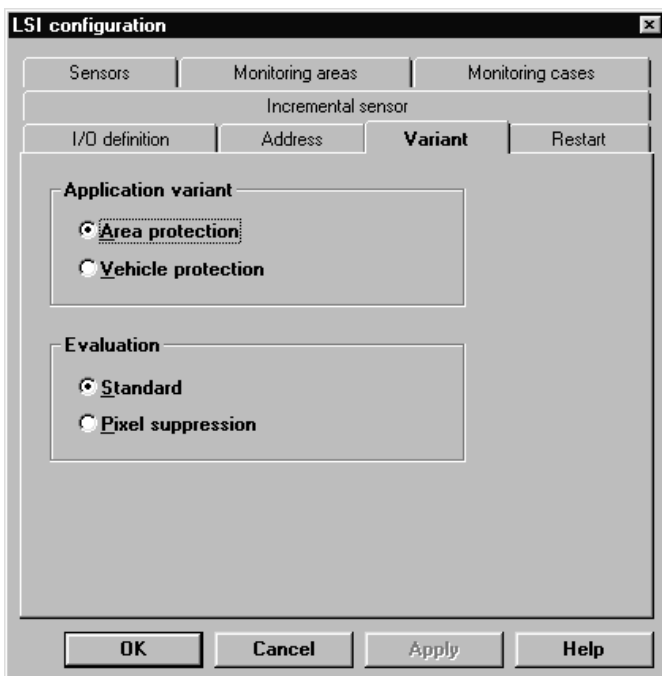 LSI configuration
Sensors Monitoring areas Monitoring cases
Incremental sensor
I/O definition Address Variant Restart
Application variant
Area protection
Vehicle protection
Evaluation
Standard
Pixel suppression
OK Cancel Apply Help